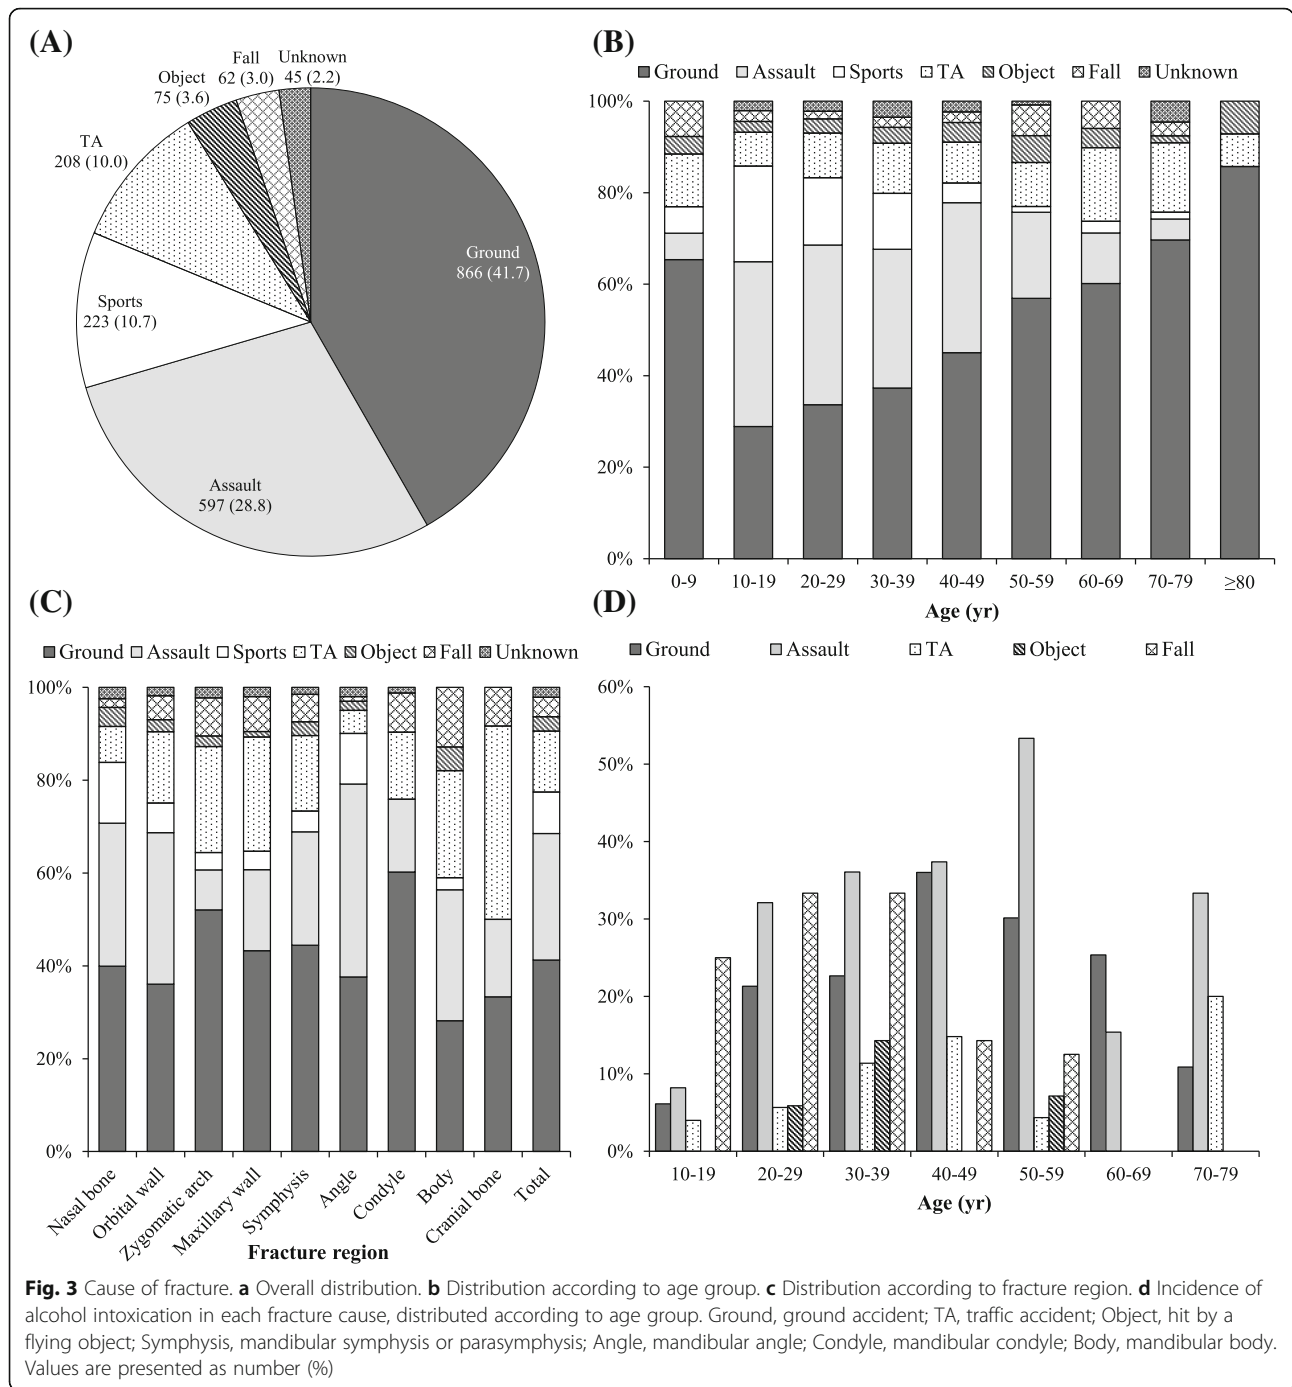 (A)
Unknown
45 (2.2)
Fall
62 (3.0)
Object
75 (3.6)
TA
208 (10.0)
Ground
866 (41.7)
Sports
223 (10.7)
Assault
597 (28.8)
(B)
Ground Assault Sports TA Object Fall Unknown
100%
80%
60%
40%
20%
0%
0-9 10-19 20-29 30-39 40-49 50-59 60-69 70-79 ≥80
Age (yr)
(C)
Ground Assault Sports TA Object Fall Unknown
100%
80%
60%
40%
20%
0%
Nasal bone
Orbital wall
Zygomatic arch
Maxillary wall
Symphysis
Angle
Condyle
Body
Cranial bone
Total
Fracture region
(D)
Ground Assault TA Object Fall
60%
50%
40%
30%
20%
10%
0%
10-19 20-29 30-39 40-49 50-59 60-69 70-79
Age (yr)
Fig. 3 Cause of fracture. a Overall distribution. b Distribution according to age group. c Distribution according to fracture region. d Incidence of
alcohol intoxication in each fracture cause, distributed according to age group. Ground, ground accident; TA, traffic accident; Object, hit by a
flying object; Symphysis, mandibular symphysis or parasymphysis; Angle, mandibular angle; Condyle, mandibular condyle; Body, mandibular body.
Values are presented as number (%)